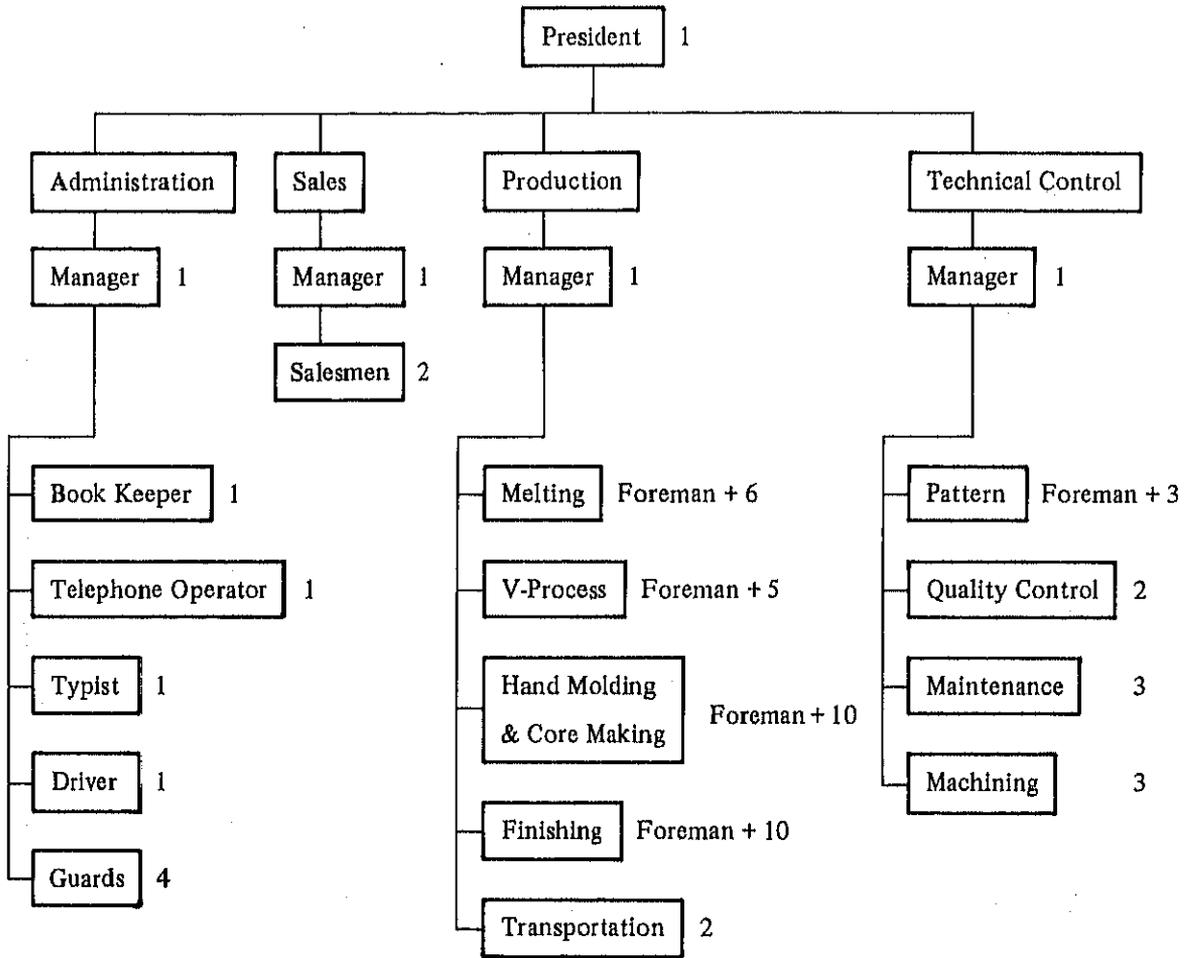 President 1
Administration
Sales
Production
Technical Control
Manager 1
Manager 1
Manager 1
Manager 1
Salesmen 2
Book Keeper 1
Telephone Operator 1
Typist 1
Driver 1
Guards 4
Melting Foreman + 6
V-Process Foreman + 5
Hand Molding
& Core Making
Foreman + 10
Finishing Foreman + 10
Transportation 2
Pattern Foreman + 3
Quality Control 2
Maintenance 3
Machining 3